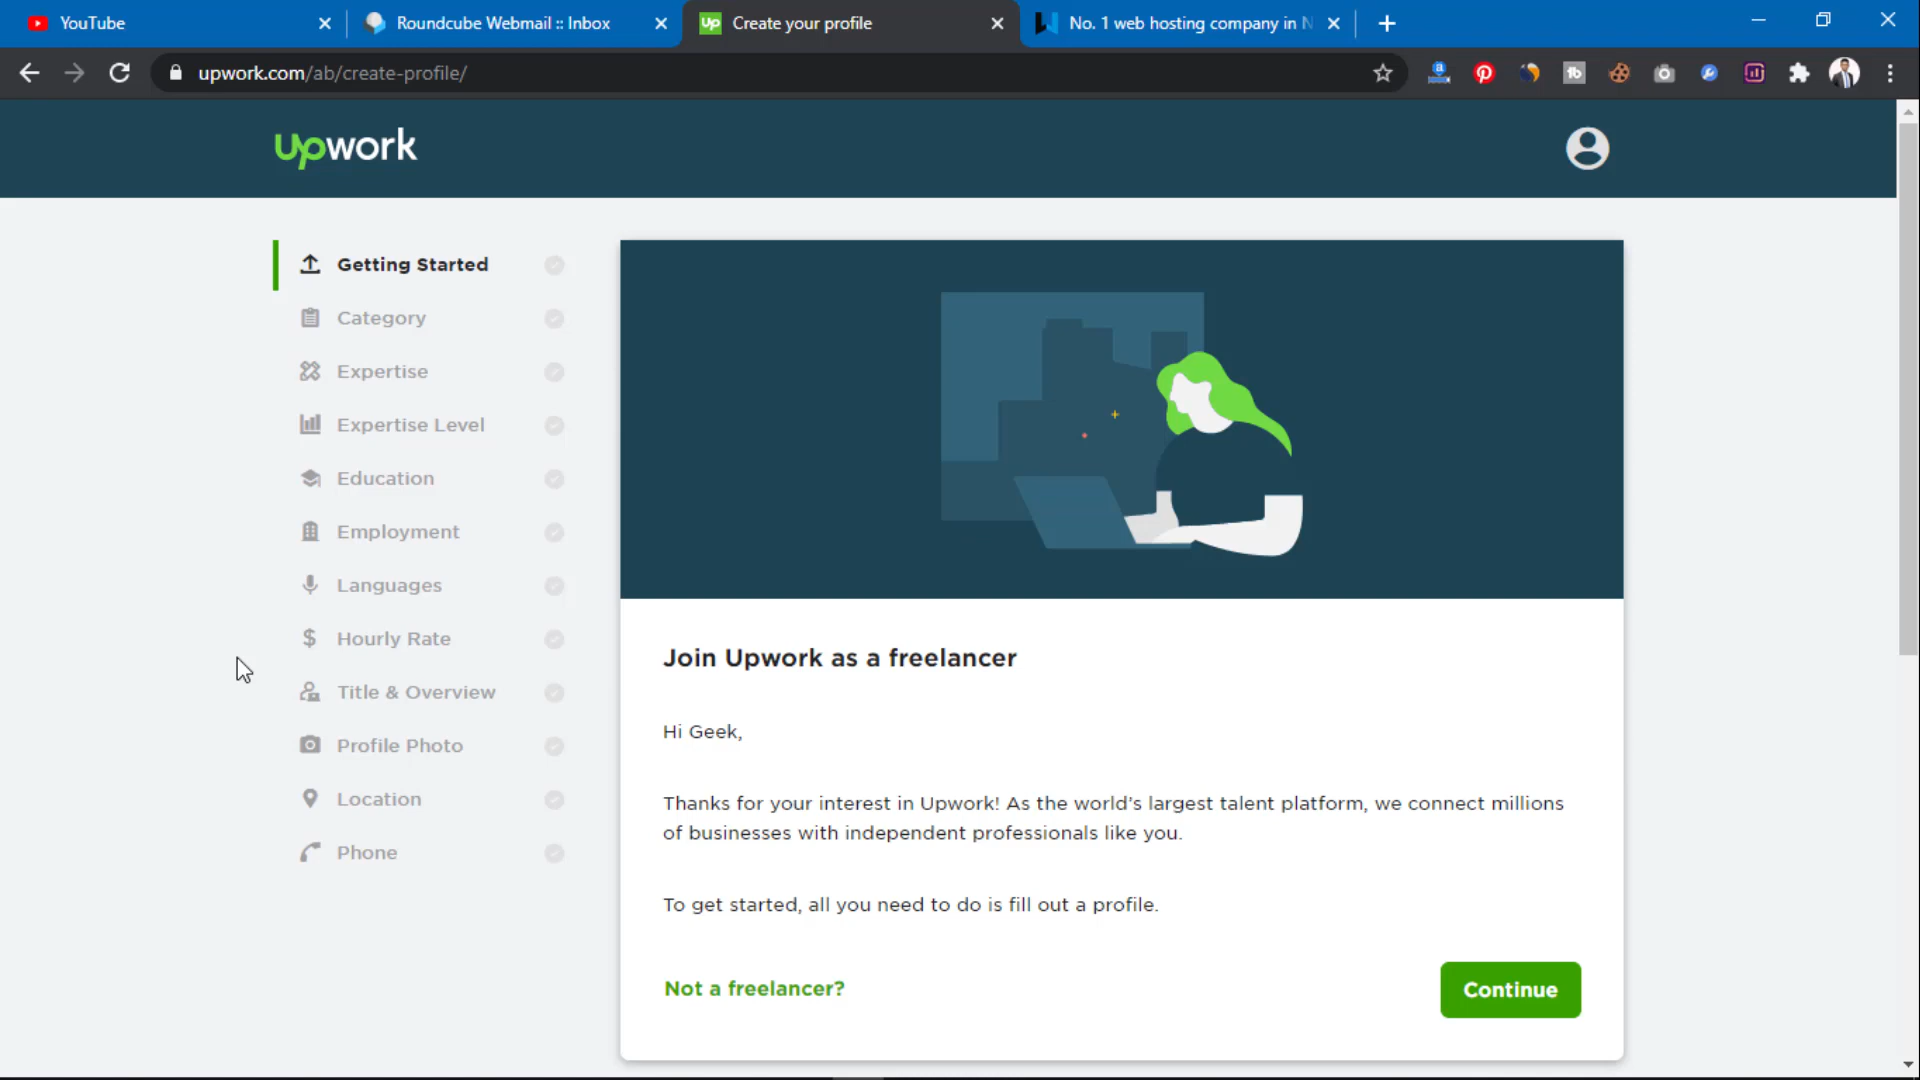 YouTube
Roundcube Webmail :: Inbox
Create your profile
No. 1 web hosting company in N
upwork.com/ab/create-profile/
upwork
Getting Started
Category
Expertise
Expertise Level
Education
Employment
Languages
Hourly Rate
Title & Overview
Profile Photo
Location
Phone
Join Upwork as a freelancer
Hi Geek,
Thanks for your interest in Upwork! As the world's largest talent platform, we connect millions
of businesses with independent professionals like you.
To get started, all you need to do is fill out a profile.
Not a freelancer?
Continue